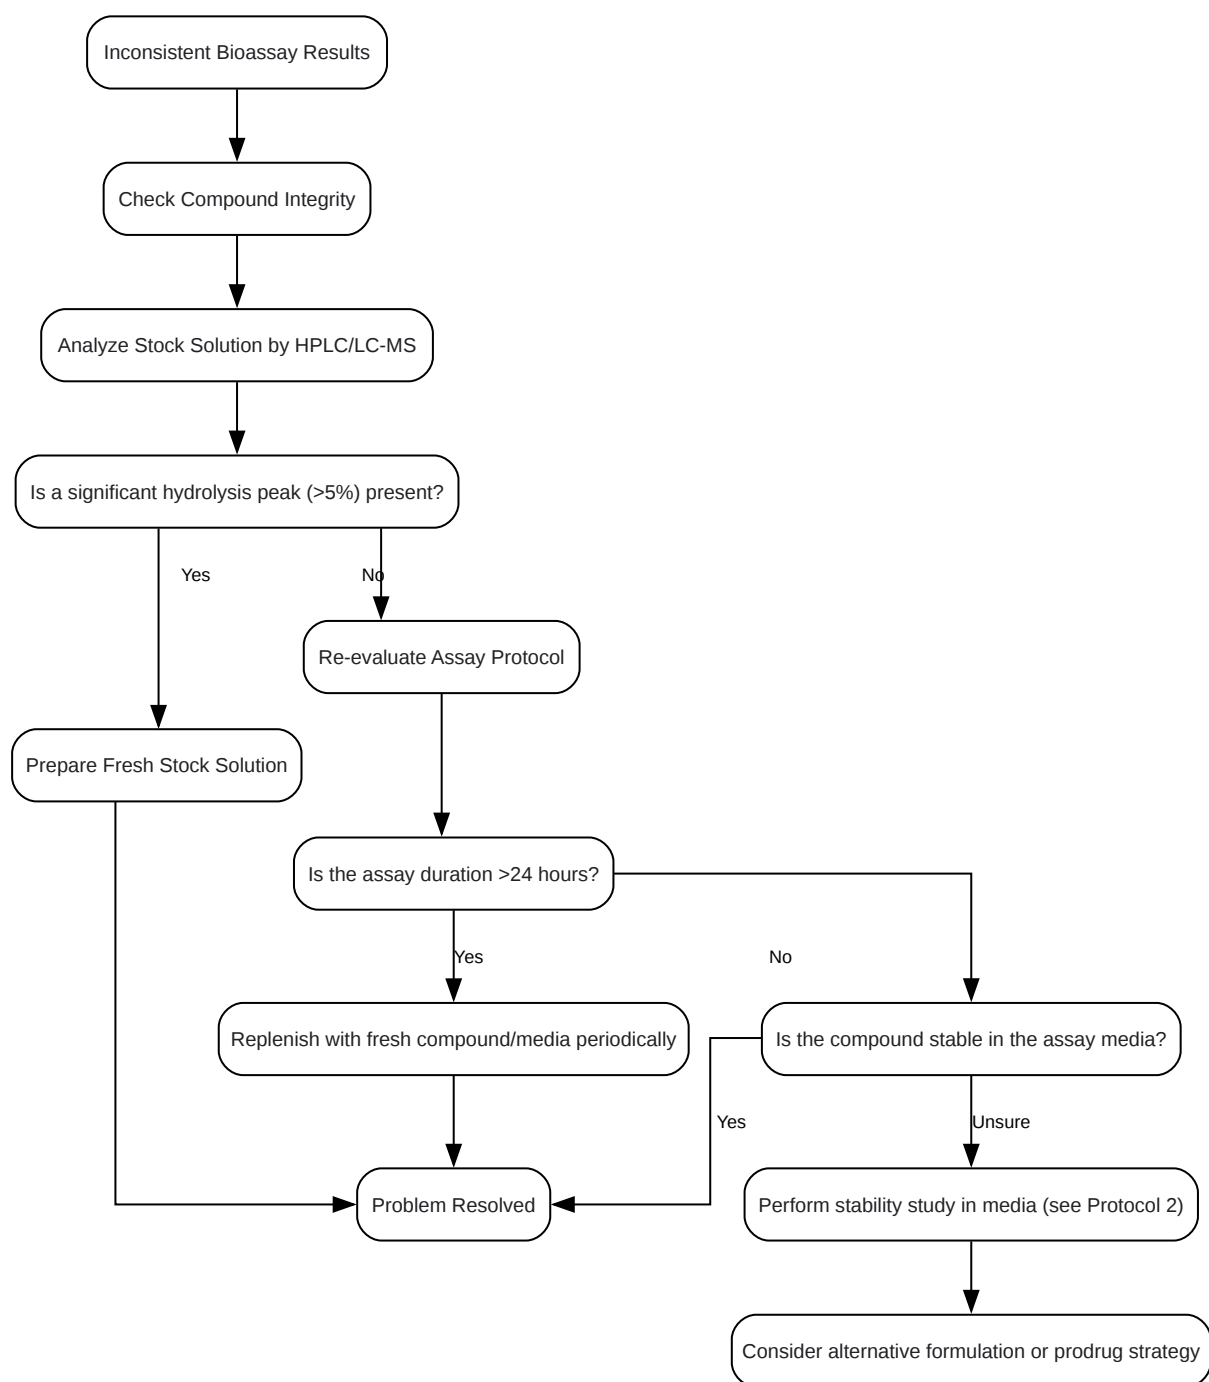 Inconsistent Bioassay Results
Check Compound Integrity
Analyze Stock Solution by HPLC/LC-MS
Is a significant hydrolysis peak (>5%) present?
Yes
No
Re-evaluate Assay Protocol
Prepare Fresh Stock Solution
Is the assay duration >24 hours?
Yes
No
Replenish with fresh compound/media periodically
Is the compound stable in the assay media?
Yes
Unsure
Problem Resolved
Perform stability study in media (see Protocol 2)
Consider alternative formulation or prodrug strategy